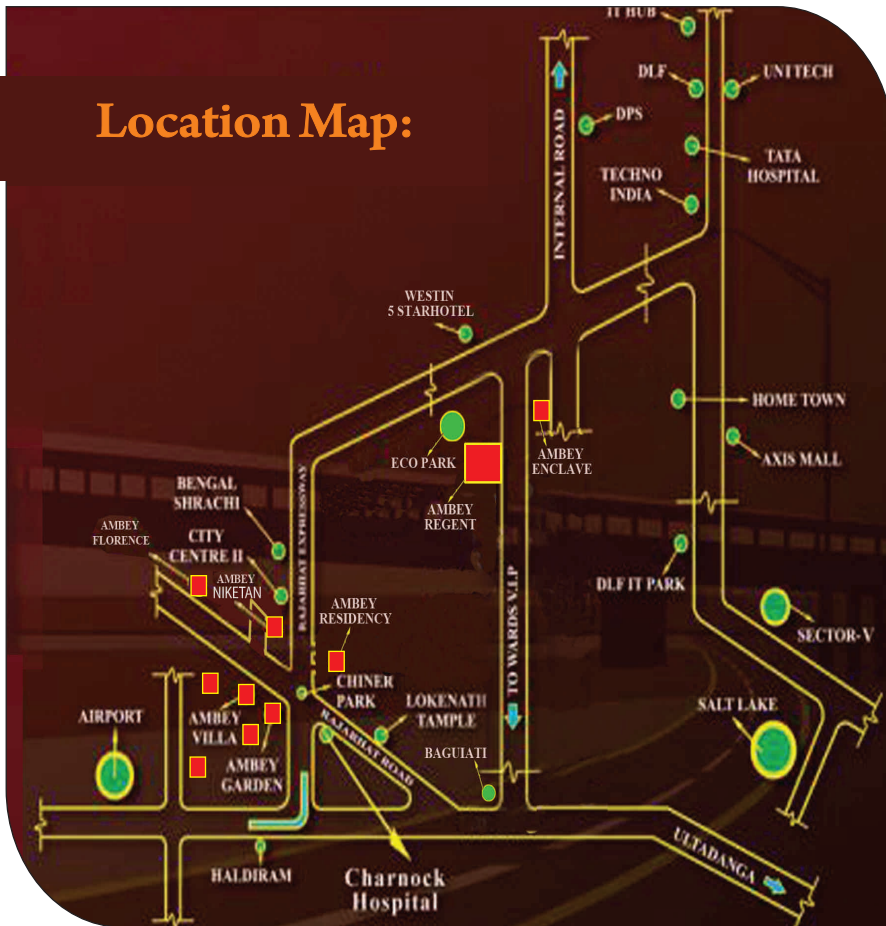 IT HUB
DLF
UNITECH
Location Map:
DPS
INTERNAL ROAD
TATA
HOSPITAL
TECHNO
INDIA
WESTIN
5 STARHOTEL
HOME TOWN
ECO PARK
AMBEY
ENCLAVE
AXIS MALL
AMBEY
REGENT
BENGAL
SHRACHI
RAJARHAT EXPRESSWAY
AMBEY
FLORENCE
CITY
CENTRE II
AMBEY
NIKETAN
DLF IT PARK
AMBEY
RESIDENCY
TO WARDS V.I.P
SECTOR-V
CHINER
PARK
AIRPORT
AMBEY
VILLA
LOKENATH
TAMPLE
SALT LAKE
RAJARHAT ROAD
BAGUIATI
AMBEY
GARDEN
HALDIRAM
Charnock
Hospital
ULTADANGA